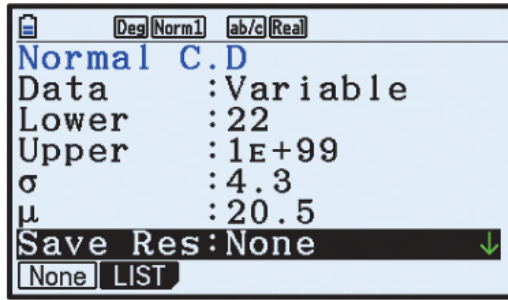 Deg Norm1 ab/c Real
Normal C.D
Data :Variable
Lower :22
Upper :1E+99
σ :4.3
μ :20.5
Save Res:None
None LIST